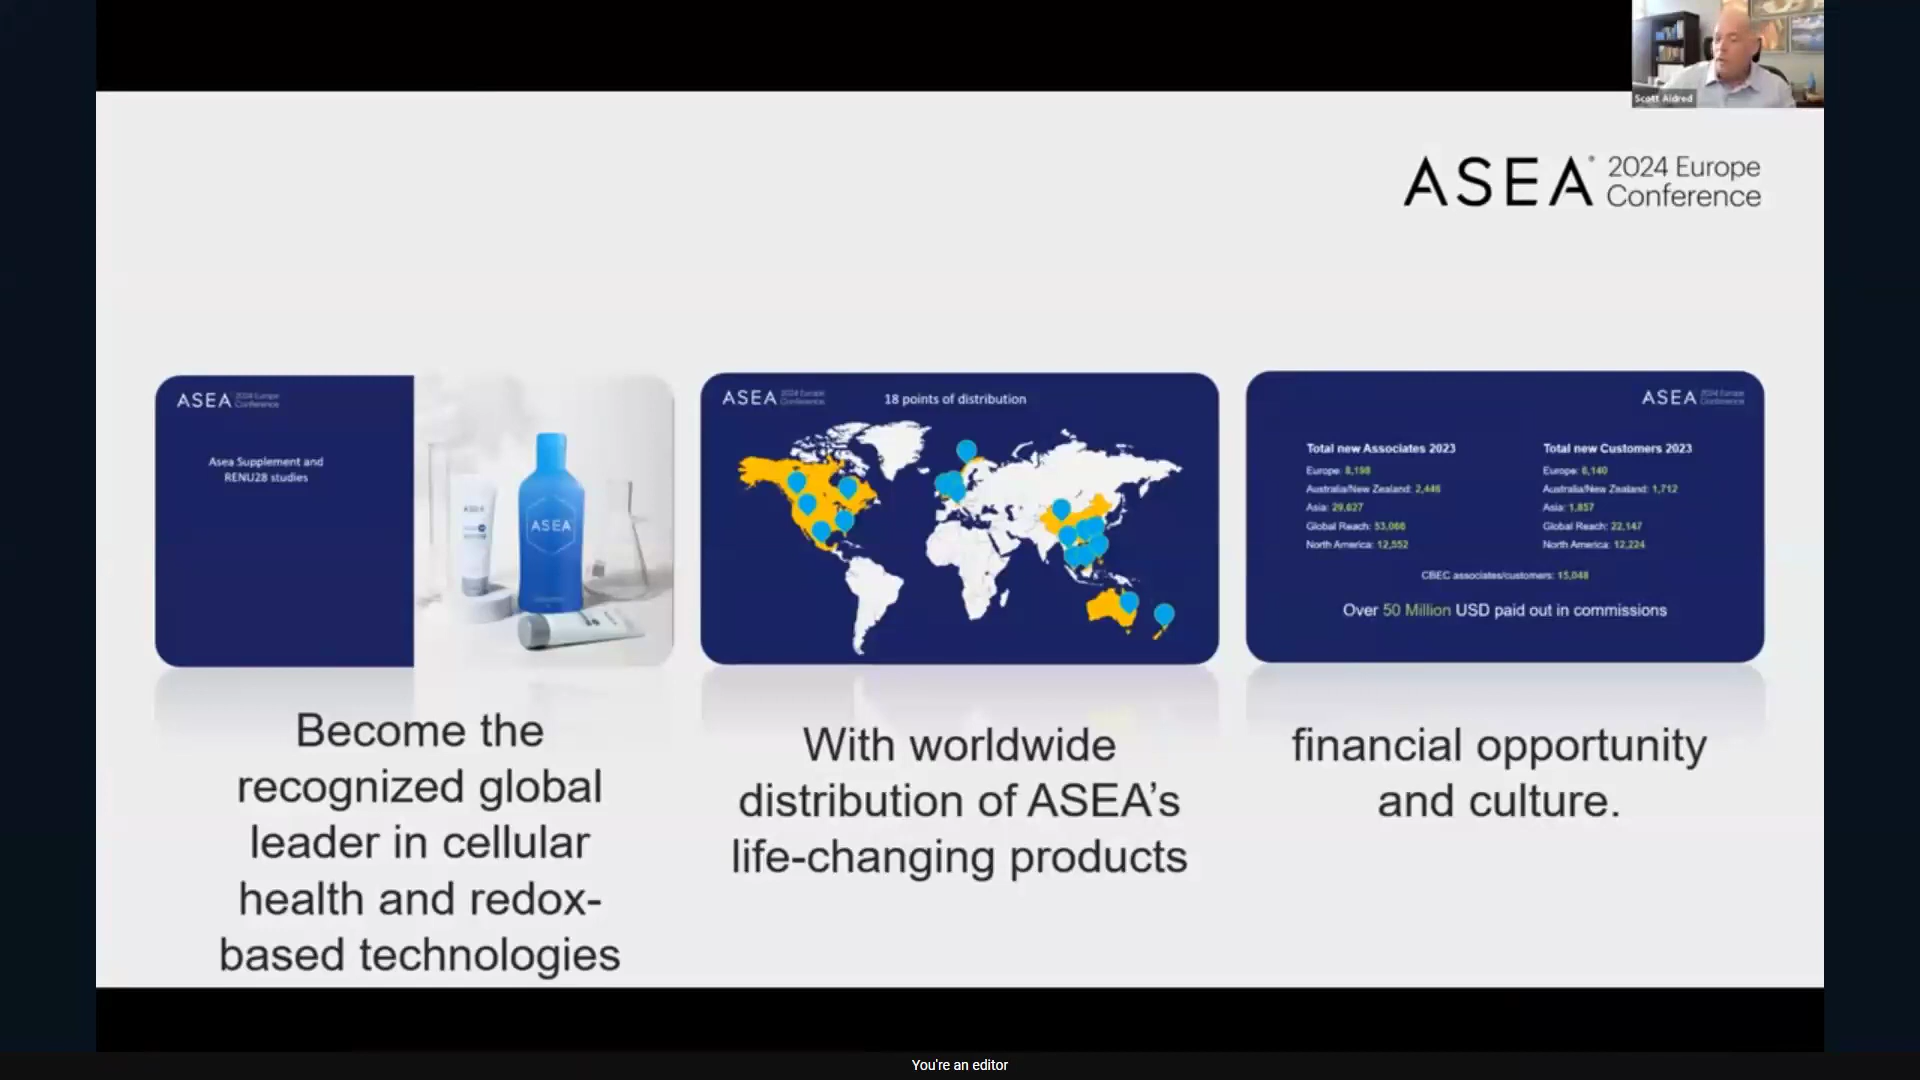 Scott Aldred
ASEA® 2024 Europe
Conference
ASEA 2024 Europe
Conference
Asea Supplement and
RENU28 studies
ASEA
ASEA
ASEA 2024 Europe
Conference
18 points of distribution
ASEA 2024 Europe
Conference
Total new Associates 2023
Europe: 8,198
Australia/New Zealand: 2,446
Asia: 29,627
Global Reach: 53,066
North America: 12,552
Total new Customers 2023
Europe: 6,140
Australia/New Zealand: 1,712
Asia: 1,857
Global Reach: 22,147
North America: 12,224
CBEC associates/customers: 15,048
Over 50 Million USD paid out in commissions
Become the
recognized global
leader in cellular
health and redox-
based technologies
With worldwide
distribution of ASEA’s
life-changing products
financial opportunity
and culture.
You're an editor